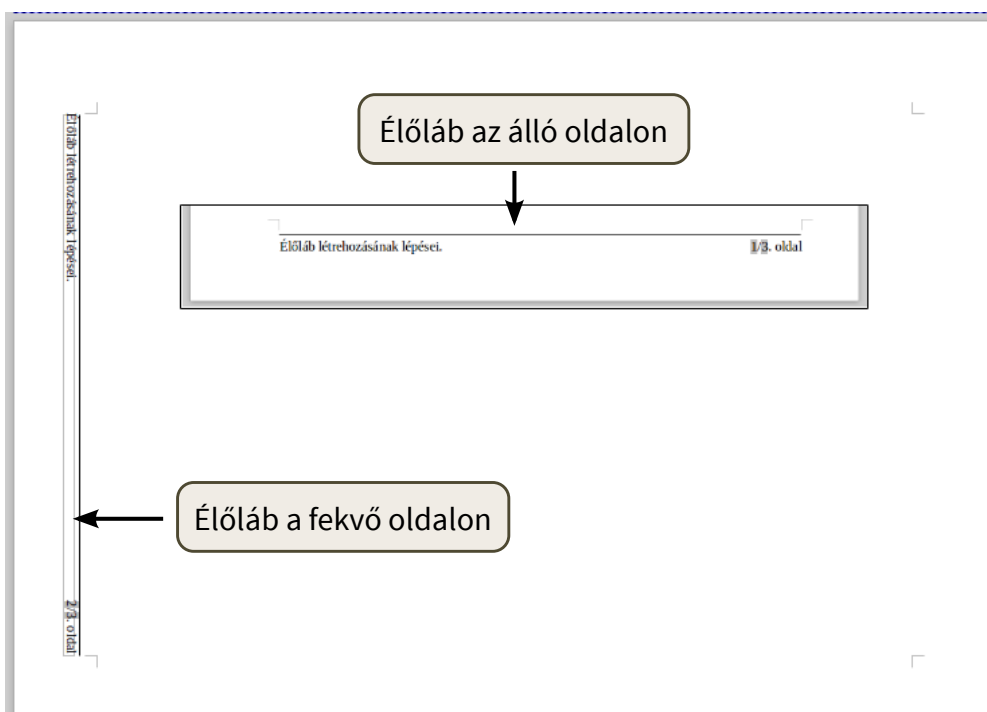 Élőláb az álló oldalon
Élőláb létrehozásának lépései.
1/3. oldal
Élőláb létrehozásának lépései.
Élőláb a fekvő oldalon
2/3. oldal